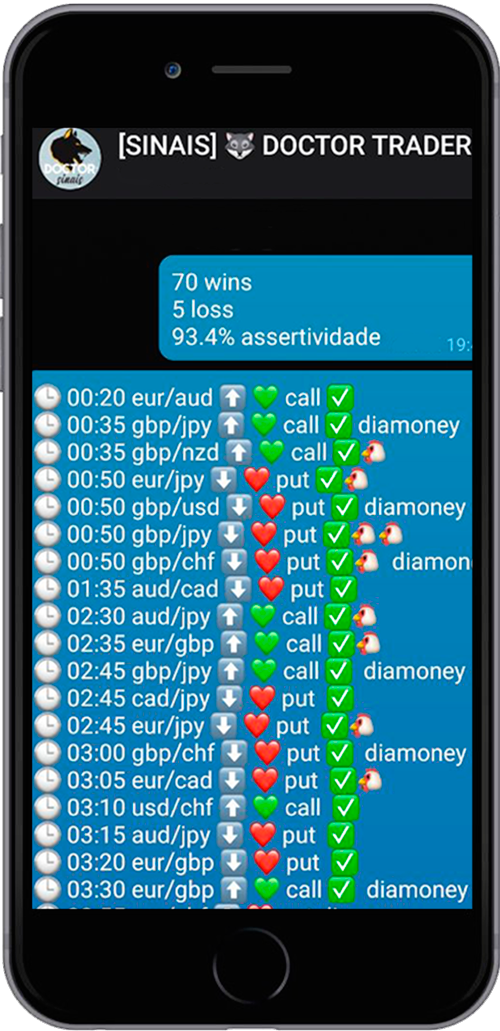 DOCTOR
sinais
[SINAIS] 🐺 DOCTOR TRADER
70 wins
5 loss
93.4% assertividade
19:
🕒 00:20 eur/aud ⬆️ 💚 call ✅
🕒 00:35 gbp/jpy ⬆️ 💚 call ✅ diamoney
🕒 00:35 gbp/nzd ⬆️ 💚 call ✅🐔
🕒 00:50 eur/jpy ⬇️ ❤️ put ✅🐔
🕒 00:50 gbp/usd ⬇️ ❤️ put ✅ diamoney
🕒 00:50 gbp/jpy ⬇️ ❤️ put ✅🐔🐔
🕒 00:50 gbp/chf ⬇️ ❤️ put ✅🐔 diamon
🕒 01:35 aud/cad ⬇️ ❤️ put ✅
🕒 02:30 aud/jpy ⬆️ 💚 call ✅🐔
🕒 02:35 eur/gbp ⬆️ 💚 call ✅🐔
🕒 02:45 gbp/jpy ⬆️ 💚 call ✅ diamoney
🕒 02:45 cad/jpy ⬇️ ❤️ put ✅
🕒 02:45 eur/jpy ⬇️ ❤️ put ✅🐔
🕒 03:00 gbp/chf ⬇️ ❤️ put ✅ diamoney
🕒 03:05 eur/cad ⬇️ ❤️ put ✅🐔
🕒 03:10 usd/chf ⬆️ 💚 call ✅
🕒 03:15 aud/jpy ⬇️ ❤️ put ✅
🕒 03:20 eur/gbp ⬇️ ❤️ put ✅
🕒 03:30 eur/gbp ⬆️ 💚 call ✅ diamoney